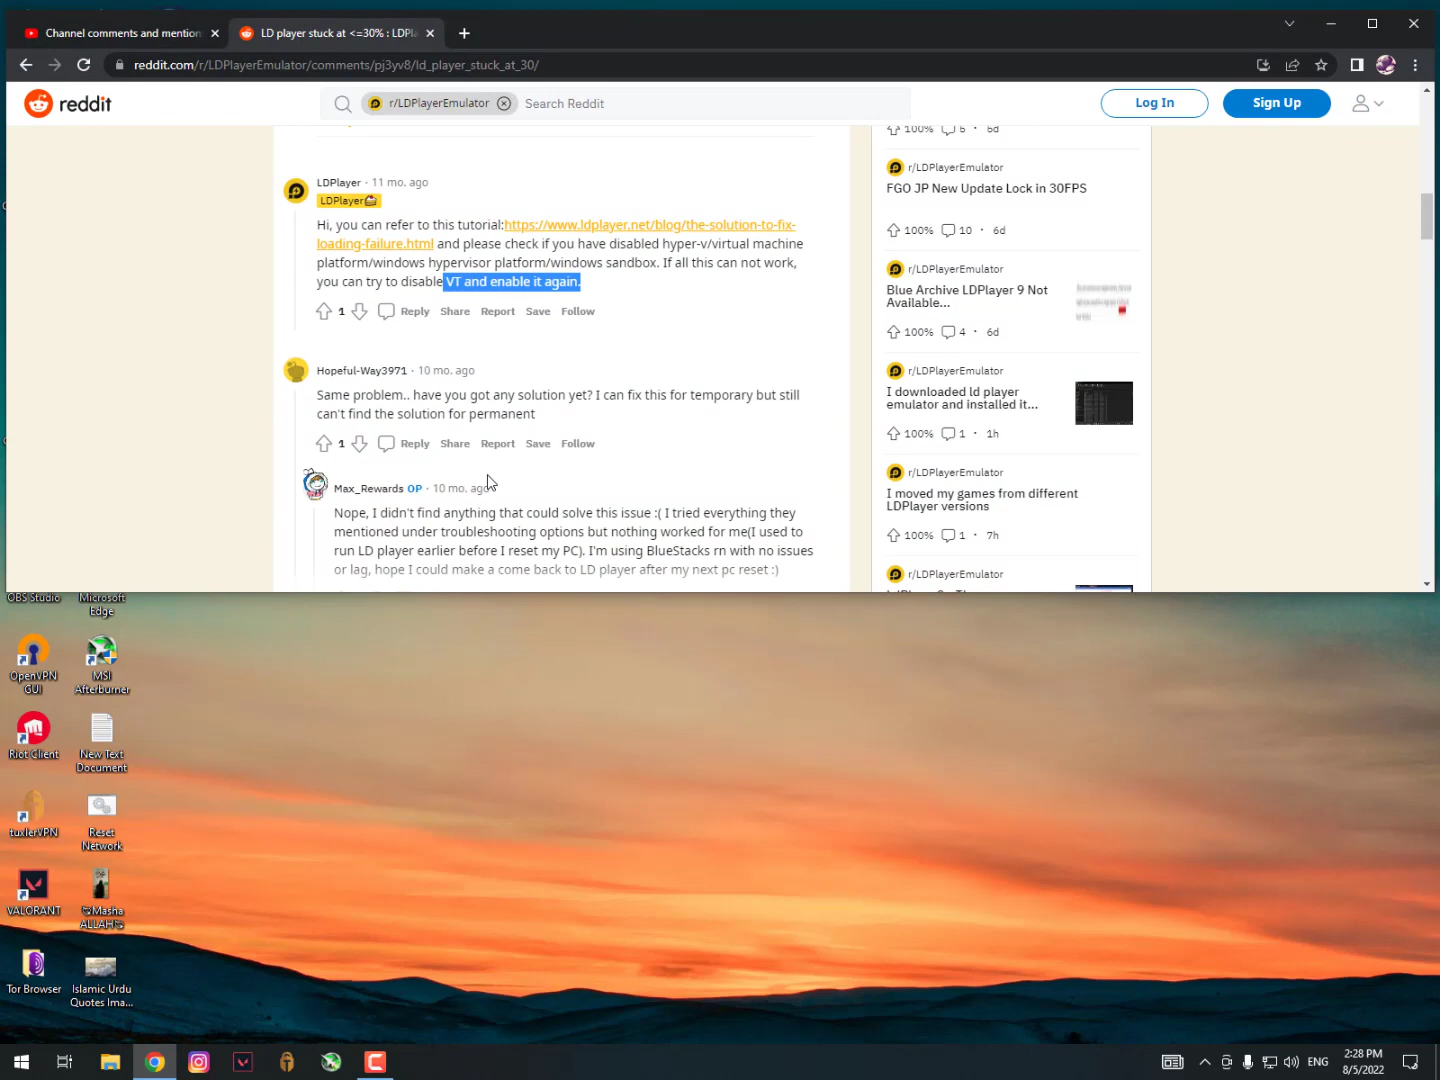 Channel comments and mention
LD player stuck at <=30% : LDPl
reddit.com/r/LDPlayerEmulator/comments/pj3yv8/ld_player_stuck_at_30/
reddit
r/LDPlayerEmulator
Search Reddit
Log In
Sign Up
LDPlayer · 11 mo. ago
LDPlayer
Hi, you can refer to this tutorial:https://www.ldplayer.net/blog/the-solution-to-fix-
loading-failure.html and please check if you have disabled hyper-v/virtual machine
platform/windows hypervisor platform/windows sandbox. If all this can not work,
you can try to disable VT and enable it again.
1 Reply Share Report Save Follow
Hopeful-Way3971 · 10 mo. ago
Same problem.. have you got any solution yet? I can fix this for temporary but still
can't find the solution for permanent
1 Reply Share Report Save Follow
Max_Rewards OP · 10 mo. ago
Nope, I didn't find anything that could solve this issue :( I tried everything they
mentioned under troubleshooting options but nothing worked for me(I used to
run LD player earlier before I reset my PC). I'm using BlueStacks rn with no issues
or lag, hope I could make a come back to LD player after my next pc reset :)
100% 5 · 6d
r/LDPlayerEmulator
FGO JP New Update Lock in 30FPS
100% 10 · 6d
r/LDPlayerEmulator
Blue Archive LDPlayer 9 Not
Available...
100% 4 · 6d
r/LDPlayerEmulator
I downloaded ld player
emulator and installed it...
100% 1 · 1h
r/LDPlayerEmulator
I moved my games from different
LDPlayer versions
100% 1 · 7h
r/LDPlayerEmulator
OBS Studio
Microsoft
Edge
OpenVPN
GUI
MSI
Afterburner
Riot Client
New Text
Document
tuxlerVPN
Reset
Network
VALORANT
Masha
ALLAH
Tor Browser
Islamic Urdu
Quotes Ima...
ENG
2:28 PM
8/5/2022